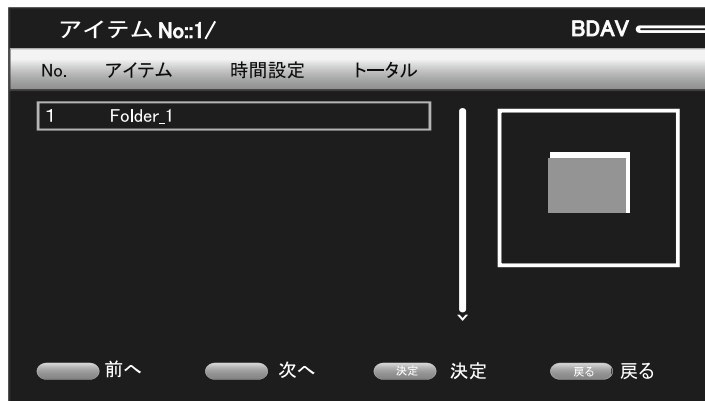 アイテム No::1/ BDAV
No. アイテム 時間設定 トータル
1 Folder_1
前へ 次へ 決定 決定 戻る 戻る